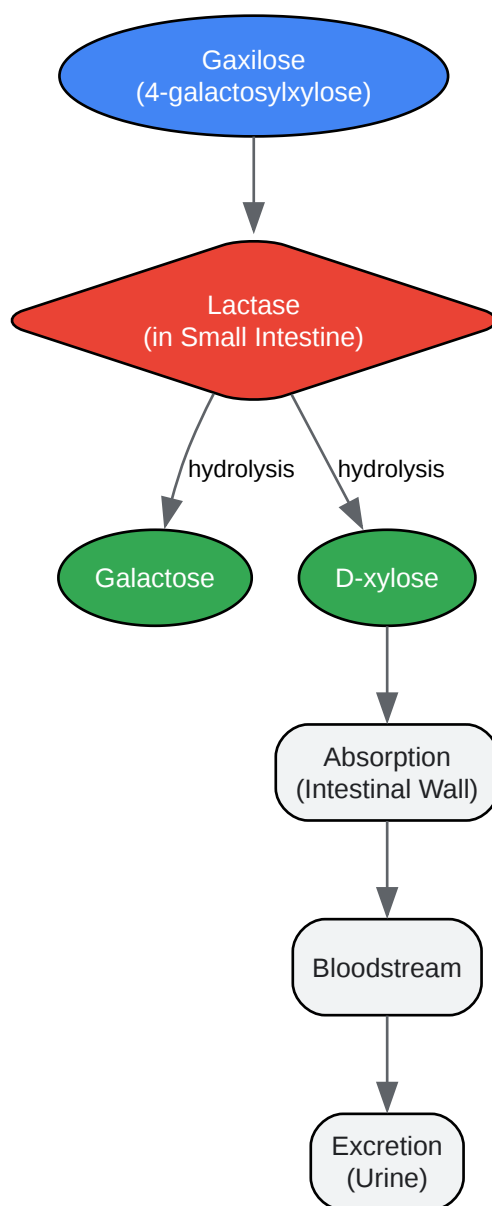 Gaxilose
(4-galactosylxylose)
Lactase
(in Small Intestine)
hydrolysis
hydrolysis
Galactose
D-xylose
Absorption
(Intestinal Wall)
Bloodstream
Excretion
(Urine)